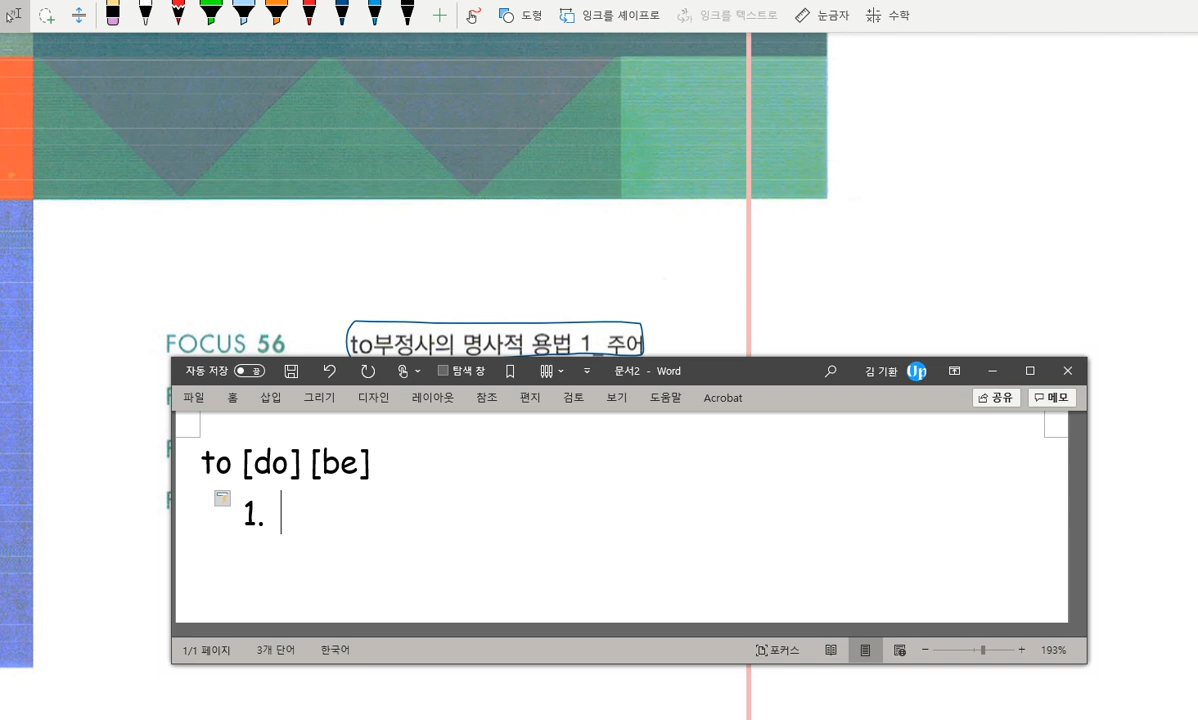 도형 잉크를 셰이프로 잉크를 텍스트로 눈금자 수학
FOCUS 56 to부정사의 명사적 용법 1_ 주어
자동 저장 끔 탐색 창 문서2 - Word 김 기환
파일 홈 삽입 그리기 디자인 레이아웃 참조 편지 검토 보기 도움말 Acrobat 공유 메모
to [do] [be]
1.
1/1 페이지 3개 단어 한국어 포커스 193%